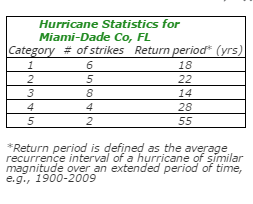 Hurricane Statistics for
Miami-Dade Co, FL
Category # of strikes Return period* (yrs)
1 6 18
2 5 22
3 8 14
4 4 28
5 2 55
*Return period is defined as the average
recurrence interval of a hurricane of similar
magnitude over an extended period of time,
e.g., 1900-2009